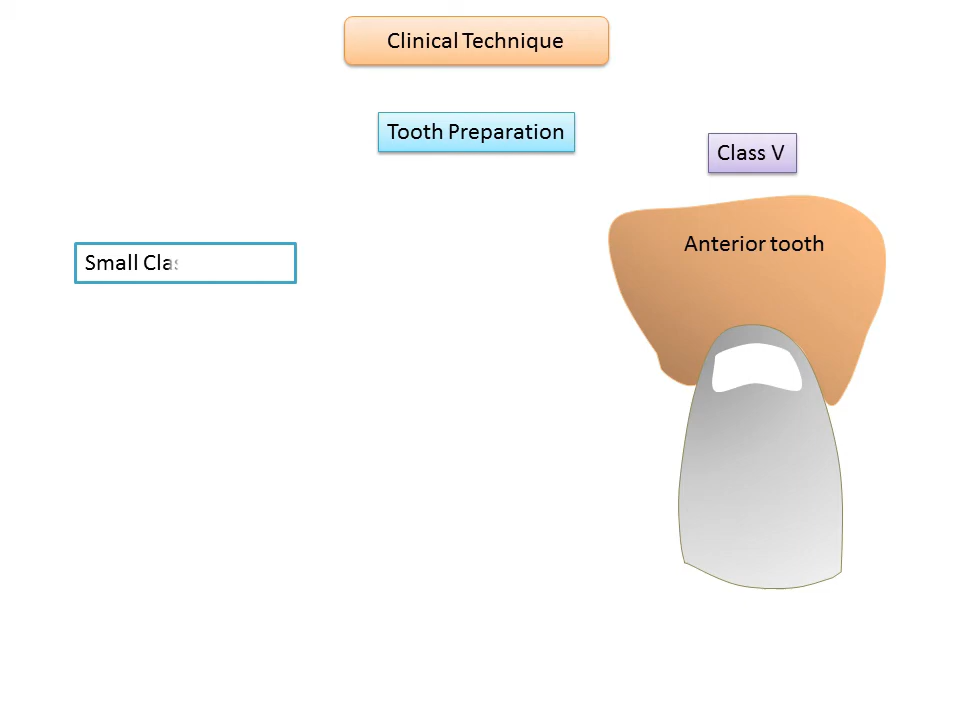 Clinical Technique
Tooth Preparation
Class V
Anterior tooth
Small